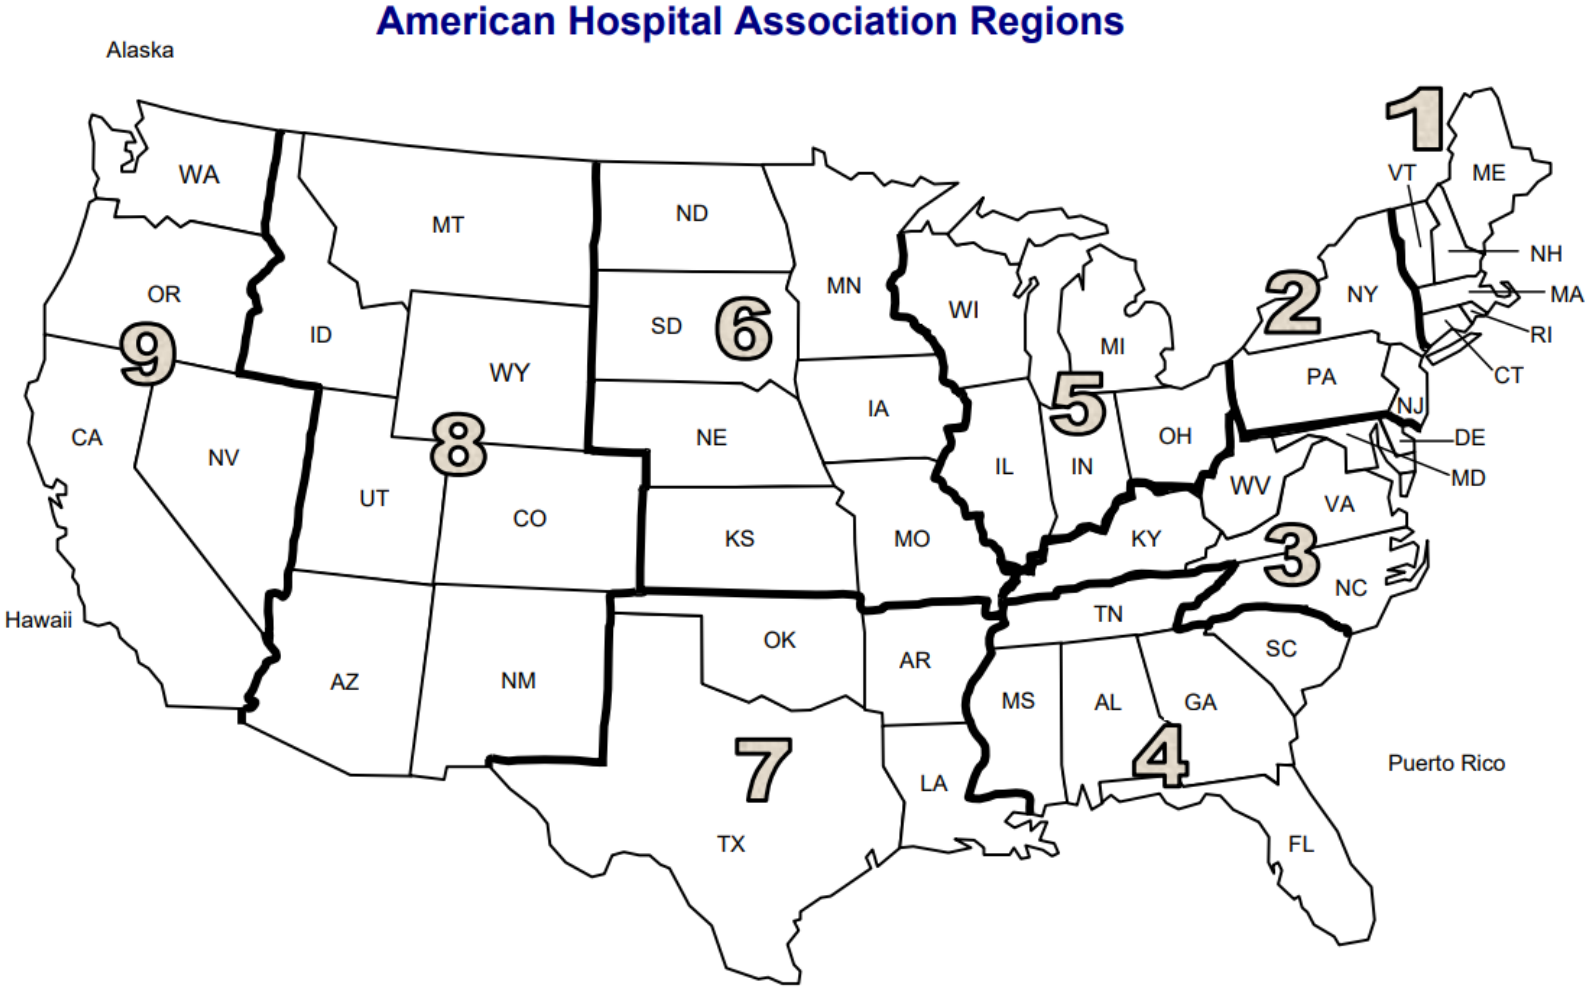 American Hospital Association Regions
Alaska
1
WA
VT
ME
MT
ND
NH
OR
ID
SD
6
MN
WI
2
NY
MA
RI
9
WY
MI
PA
CT
CA
NV
8
NE
IA
5
OH
NJ
DE
UT
CO
IL
IN
WV
MD
KS
MO
KY
VA
3
Hawaii
NC
TN
OK
AR
SC
AZ
NM
MS
AL
GA
7
4
Puerto Rico
LA
TX
FL